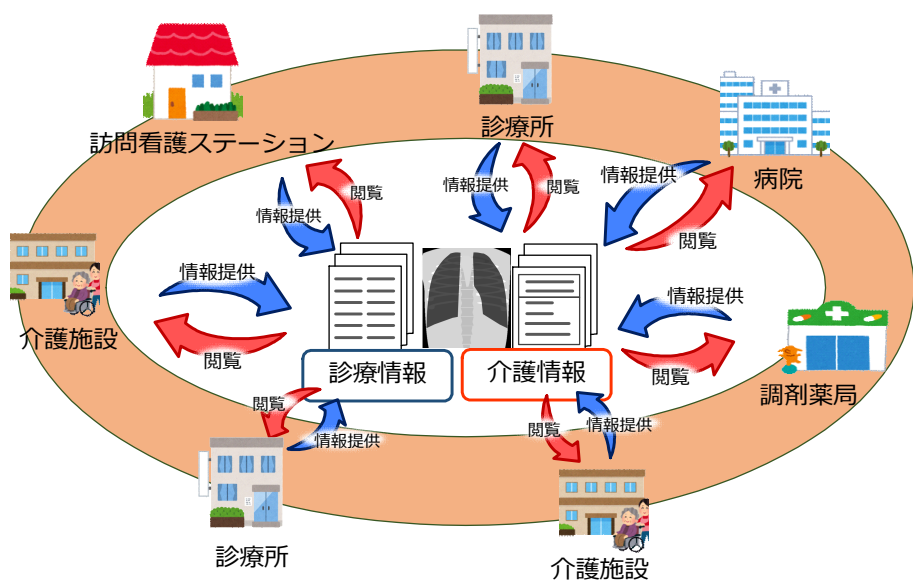 診療所
訪問看護ステーション
病院
情報提供
閲覧
情報提供
閲覧
情報提供
閲覧
情報提供
閲覧
介護施設
情報提供
閲覧
調剤薬局
診療情報
介護情報
閲覧
情報提供
閲覧
情報提供
診療所
介護施設